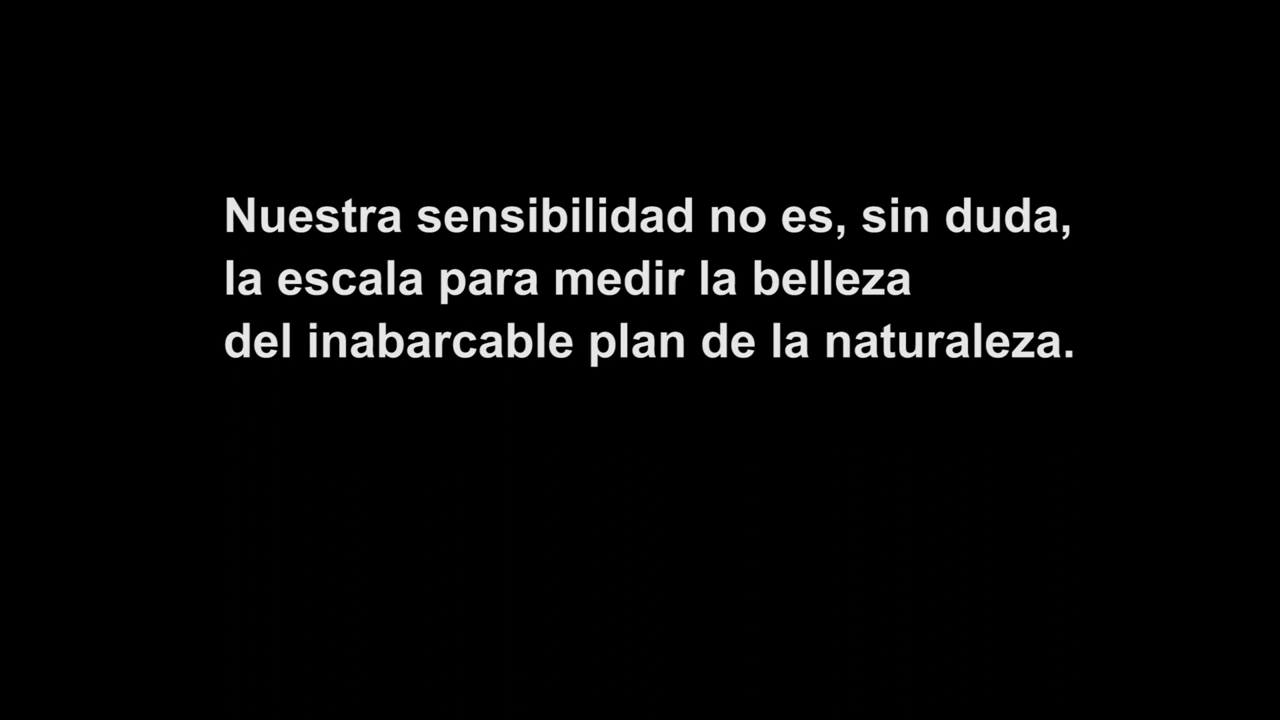 Nuestra sensibilidad no es, sin duda,
la escala para medir la belleza
del inabarcable plan de la naturaleza.